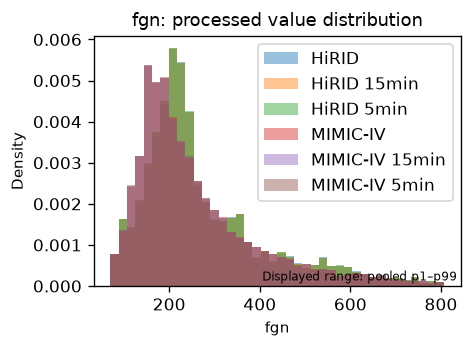 fgn: processed value distribution
0.006
0.005
0.004
0.003
0.002
0.001
0.000
Density
HiRID
HiRID 15min
HiRID 5min
MIMIC-IV
MIMIC-IV 15min
MIMIC-IV 5min
Displayed range: pooled p1–p99
200
400
600
800
fgn